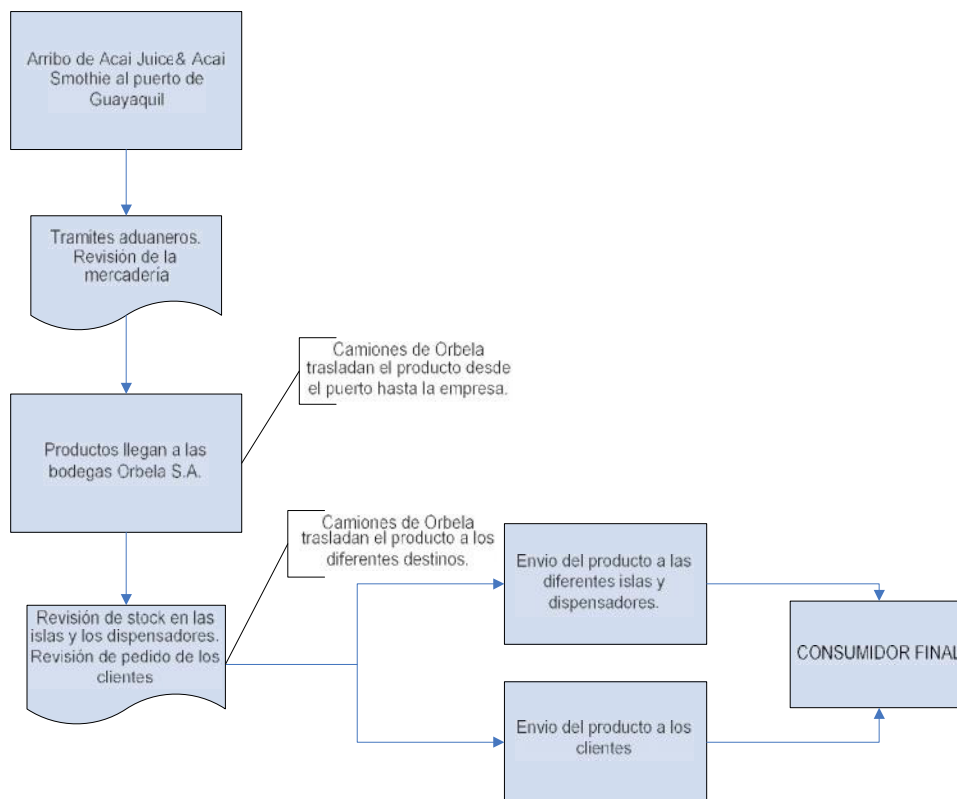 Arribo de Acai Juice& Acai
Smothie al puerto de
Guayaquil
Tramites aduaneros.
Revisión de la
mercadería
Camiones de Orbela
trasladan el producto desde
el puerto hasta la empresa.
Productos llegan a las
bodegas Orbela S.A.
Camiones de Orbela
trasladan el producto a los
diferentes destinos.
Revisión de stock en las
islas y los dispensadores.
Revisión de pedido de los
clientes
Envio del producto a las
diferentes islas y
dispensadores.
Envio del producto a los
clientes
CONSUMIDOR FINAL